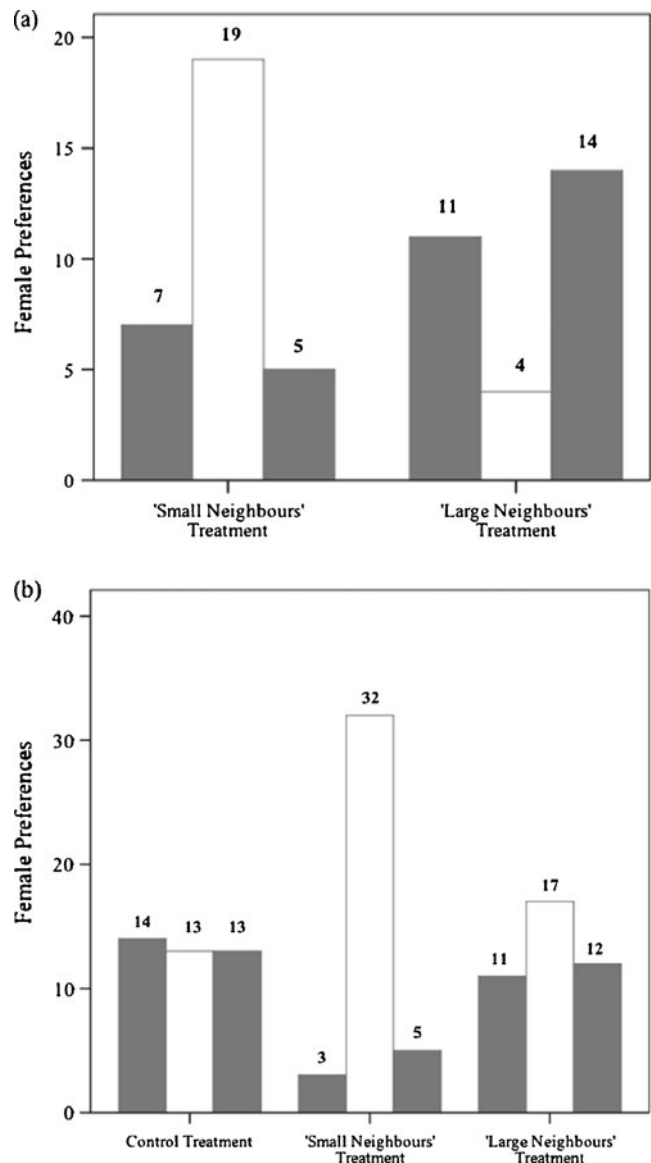 (a)
20
15
10
5
0
Female Preferences
7
19
5
11
4
14
'Small Neighbours'
Treatment
'Large Neighbours'
Treatment
(b)
40
30
20
10
0
Female Preferences
14
13
13
3
32
5
11
17
12
Control Treatment
'Small Neighbours'
Treatment
'Large Neighbours'
Treatment